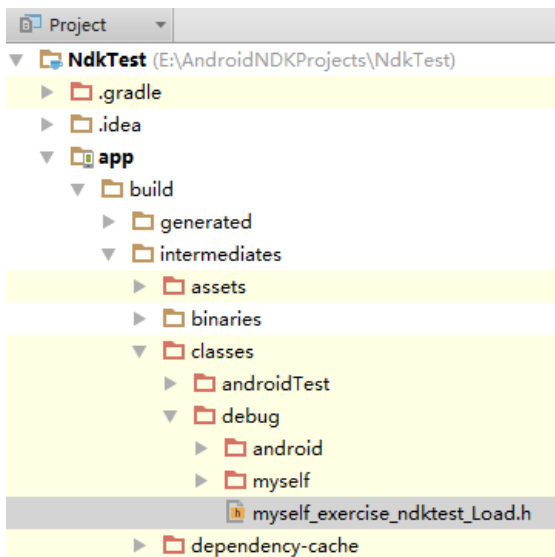 Project
NdkTest (E:\AndroidNDKProjects\NdkTest)
.gradle
.idea
app
build
generated
intermediates
assets
binaries
classes
androidTest
debug
android
myself
myself_exercise_ndktest_Load.h
dependency-cache